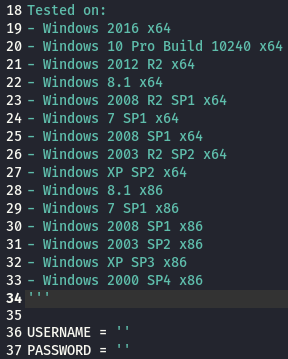 18 Tested on:
19 - Windows 2016 x64
20 - Windows 10 Pro Build 10240 x64
21 - Windows 2012 R2 x64
22 - Windows 8.1 x64
23 - Windows 2008 R2 SP1 x64
24 - Windows 7 SP1 x64
25 - Windows 2008 SP1 x64
26 - Windows 2003 R2 SP2 x64
27 - Windows XP SP2 x64
28 - Windows 8.1 x86
29 - Windows 7 SP1 x86
30 - Windows 2008 SP1 x86
31 - Windows 2003 SP2 x86
32 - Windows XP SP3 x86
33 - Windows 2000 SP4 x86
34 '''
35
36 USERNAME = ''
37 PASSWORD = ''